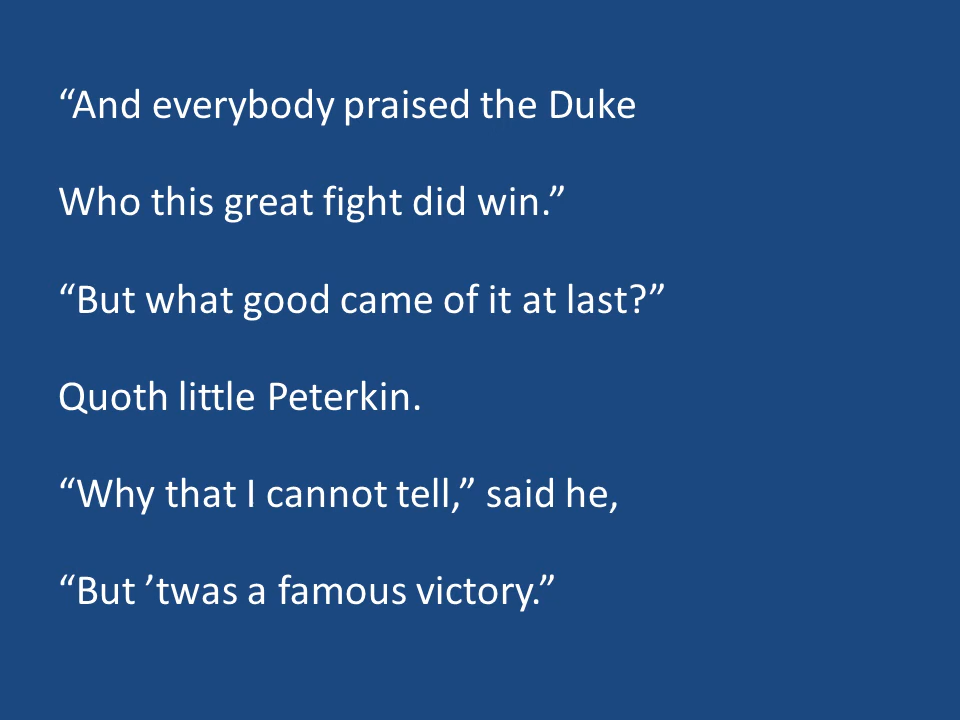 “And everybody praised the Duke
Who this great fight did win.”
“But what good came of it at last?”
Quoth little Peterkin.
“Why that I cannot tell,” said he,
“But ’twas a famous victory.”